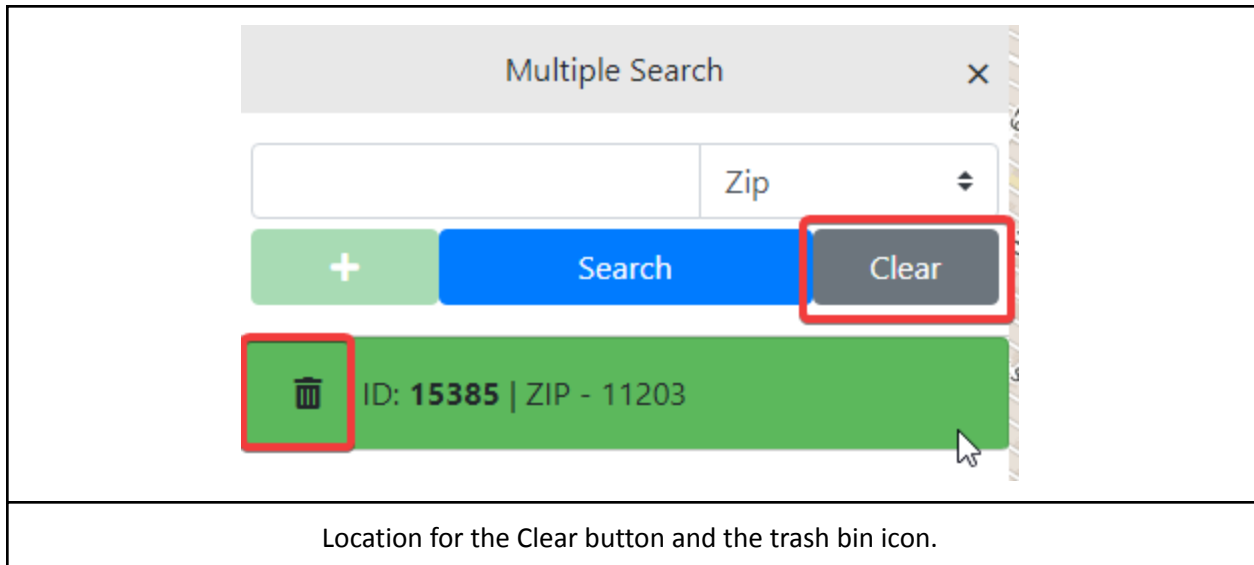 Multiple Search ×
Zip
+ Search Clear
ID: 15385 | ZIP - 11203
Location for the Clear button and the trash bin icon.